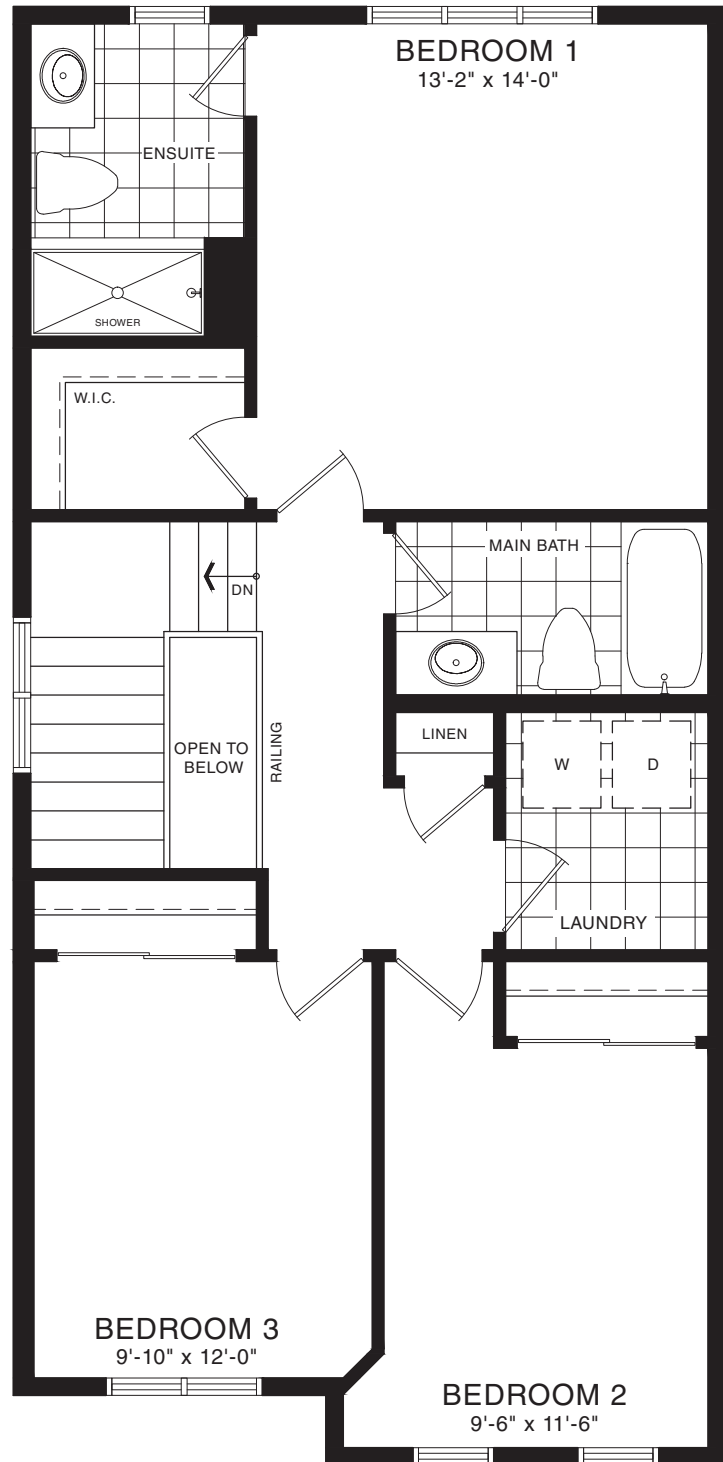 BEDROOM 1
13'-2" x 14'-0"
ENSUITE
SHOWER
W.I.C.
MAIN BATH
DN
RAILING
OPEN TO
BELOW
LINEN
W
D
LAUNDRY
BEDROOM 3
9'-10" x 12'-0"
BEDROOM 2
9'-6" x 11'-6"